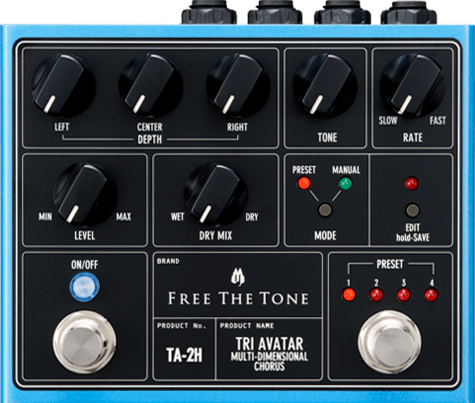 LEFT CENTER RIGHT
DEPTH
TONE
SLOW FAST
RATE
MIN MAX
LEVEL
WET DRY
DRY MIX
PRESET MANUAL
MODE
EDIT
hold-SAVE
ON/OFF
BRAND
FREE THE TONE
PRODUCT No.
TA-2H
PRODUCT NAME
TRI AVATAR
MULTI-DIMENSIONAL
CHORUS
PRESET
1 2 3 4